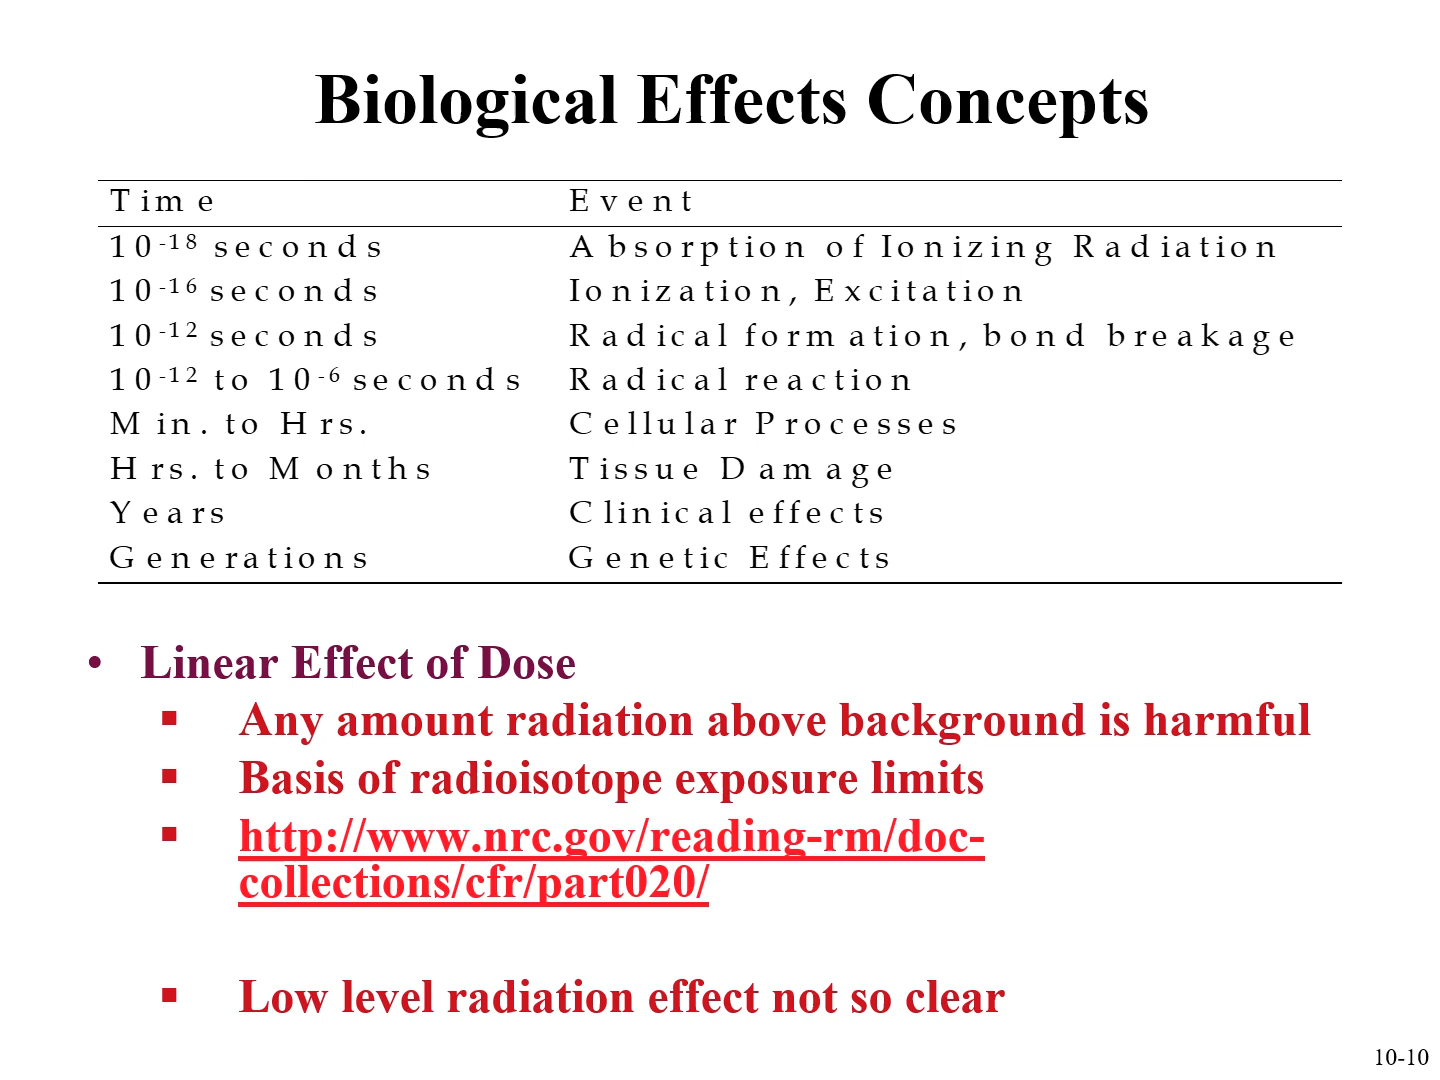 Biological Effects Concepts
Time Event
10⁻¹⁸ seconds Absorption of Ionizing Radiation
10⁻¹⁶ seconds Ionization, Excitation
10⁻¹² seconds Radical formation, bond breakage
10⁻¹² to 10⁻⁶ seconds Radical reaction
Min. to Hrs. Cellular Processes
Hrs. to Months Tissue Damage
Years Clinical effects
Generations Genetic Effects
• Linear Effect of Dose
▪ Any amount radiation above background is harmful
▪ Basis of radioisotope exposure limits
▪ http://www.nrc.gov/reading-rm/doc-
collections/cfr/part020/
▪ Low level radiation effect not so clear
10-10